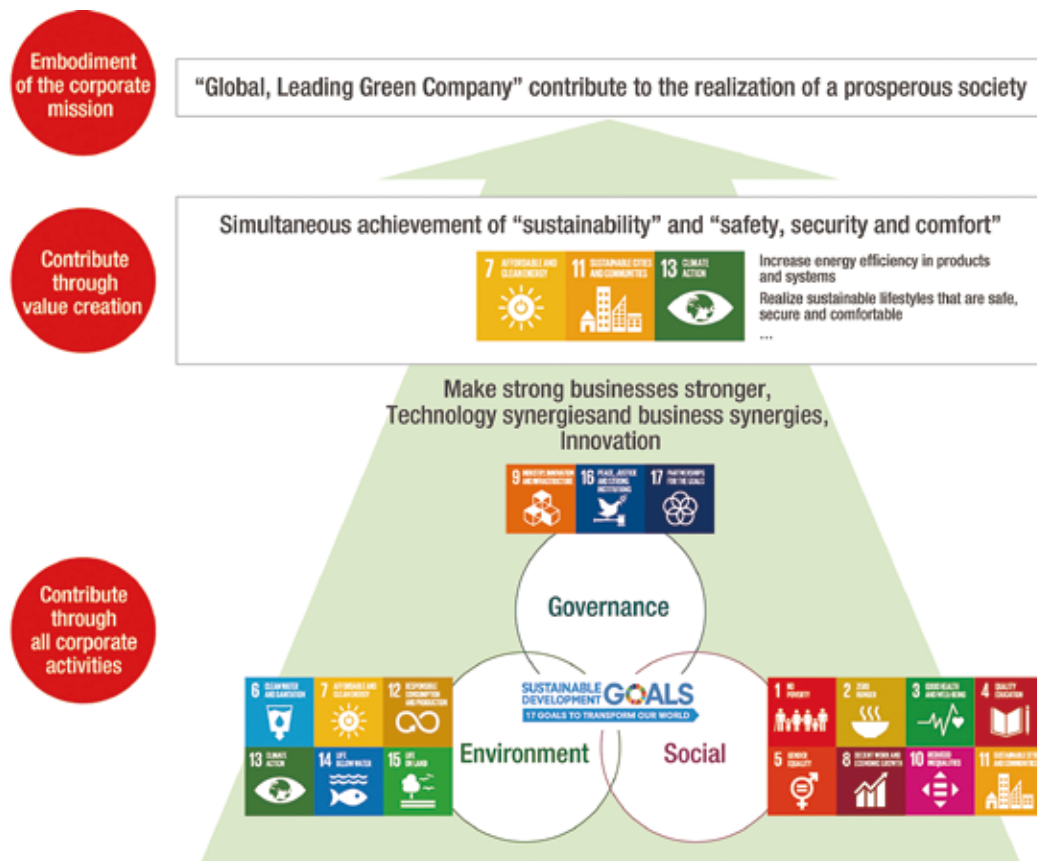 Embodiment
of the corporate
mission
“Global, Leading Green Company” contribute to the realization of a prosperous society
Contribute
through
value creation
Simultaneous achievement of “sustainability” and “safety, security and comfort”
7 AFFORDABLE AND
CLEAN ENERGY
11 SUSTAINABLE CITIES
AND COMMUNITIES
13 CLIMATE
ACTION
Increase energy efficiency in products
and systems
Realize sustainable lifestyles that are safe,
secure and comfortable
...
Make strong businesses stronger,
Technology synergiesand business synergies,
Innovation
9 INDUSTRY, INNOVATION
AND INFRASTRUCTURE
16 PEACE, JUSTICE
AND STRONG
INSTITUTIONS
17 PARTNERSHIPS
FOR THE GOALS
Contribute
through
all corporate
activities
Governance
SUSTAINABLE
DEVELOPMENT
GOALS
17 GOALS TO TRANSFORM OUR WORLD
Environment
Social
6 CLEAN WATER
AND SANITATION
7 AFFORDABLE AND
CLEAN ENERGY
12 RESPONSIBLE
CONSUMPTION
AND PRODUCTION
13 CLIMATE
ACTION
14 LIFE
BELOW WATER
15 LIFE
ON LAND
1 NO
POVERTY
2 ZERO
HUNGER
3 GOOD HEALTH
AND WELL-BEING
4 QUALITY
EDUCATION
5 GENDER
EQUALITY
8 DECENT WORK AND
ECONOMIC GROWTH
10 REDUCED
INEQUALITIES
11 SUSTAINABLE CITIES
AND COMMUNITIES